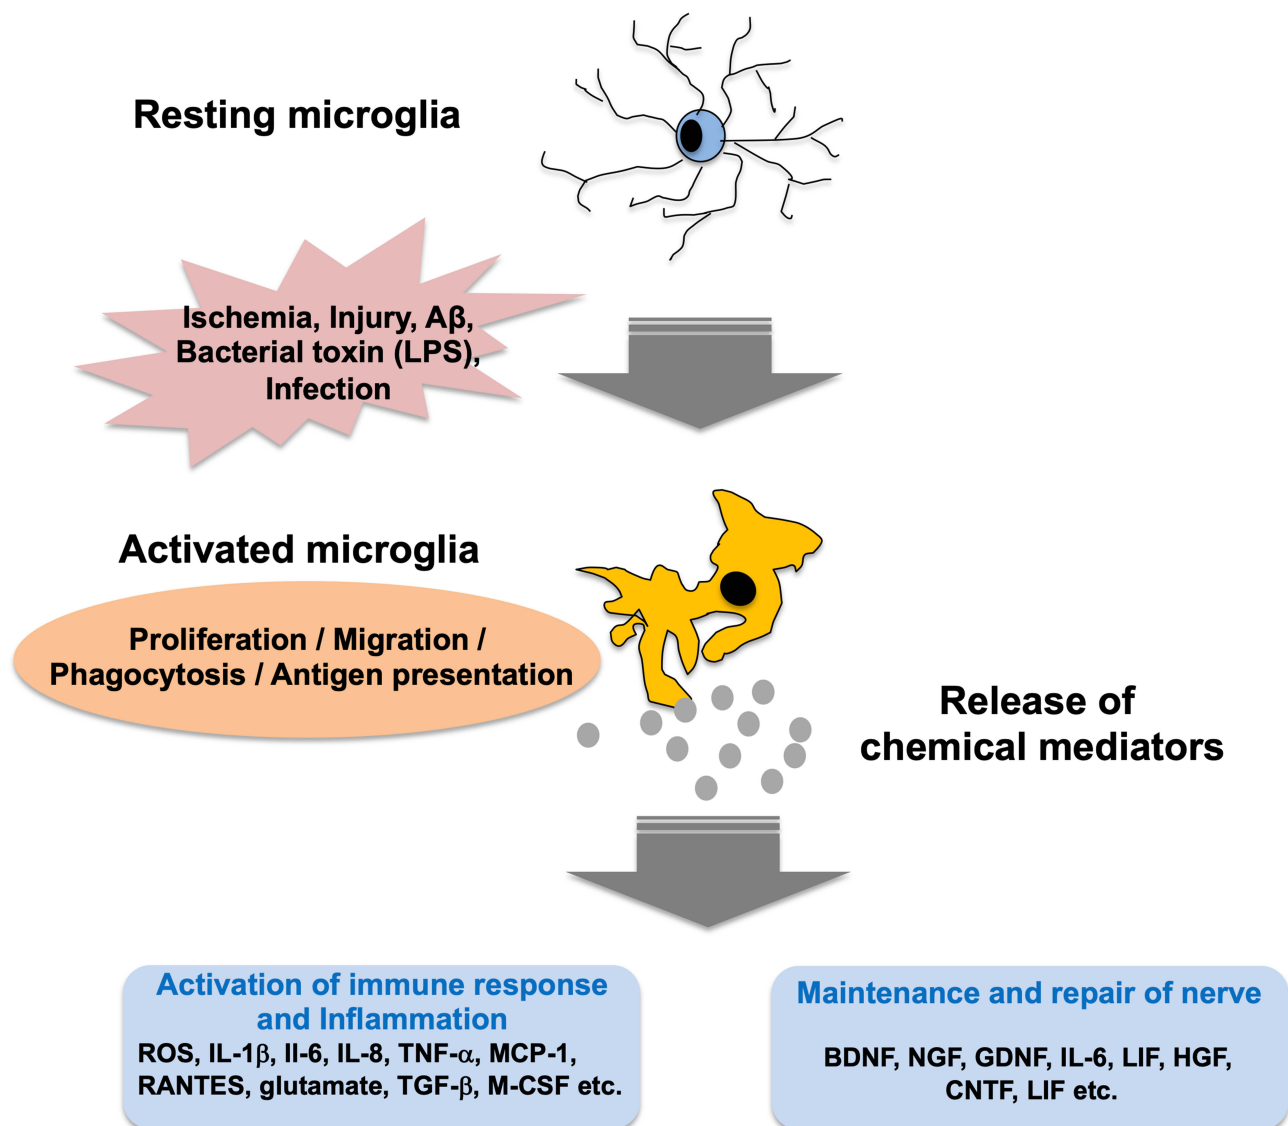 Resting microglia
Ischemia, Injury, Aβ,
Bacterial toxin (LPS),
Infection
Activated microglia
Proliferation / Migration /
Phagocytosis / Antigen presentation
Release of
chemical mediators
Activation of immune response
and Inflammation
ROS, IL-1β, Il-6, IL-8, TNF-α, MCP-1,
RANTES, glutamate, TGF-β, M-CSF etc.
Maintenance and repair of nerve
BDNF, NGF, GDNF, IL-6, LIF, HGF,
CNTF, LIF etc.